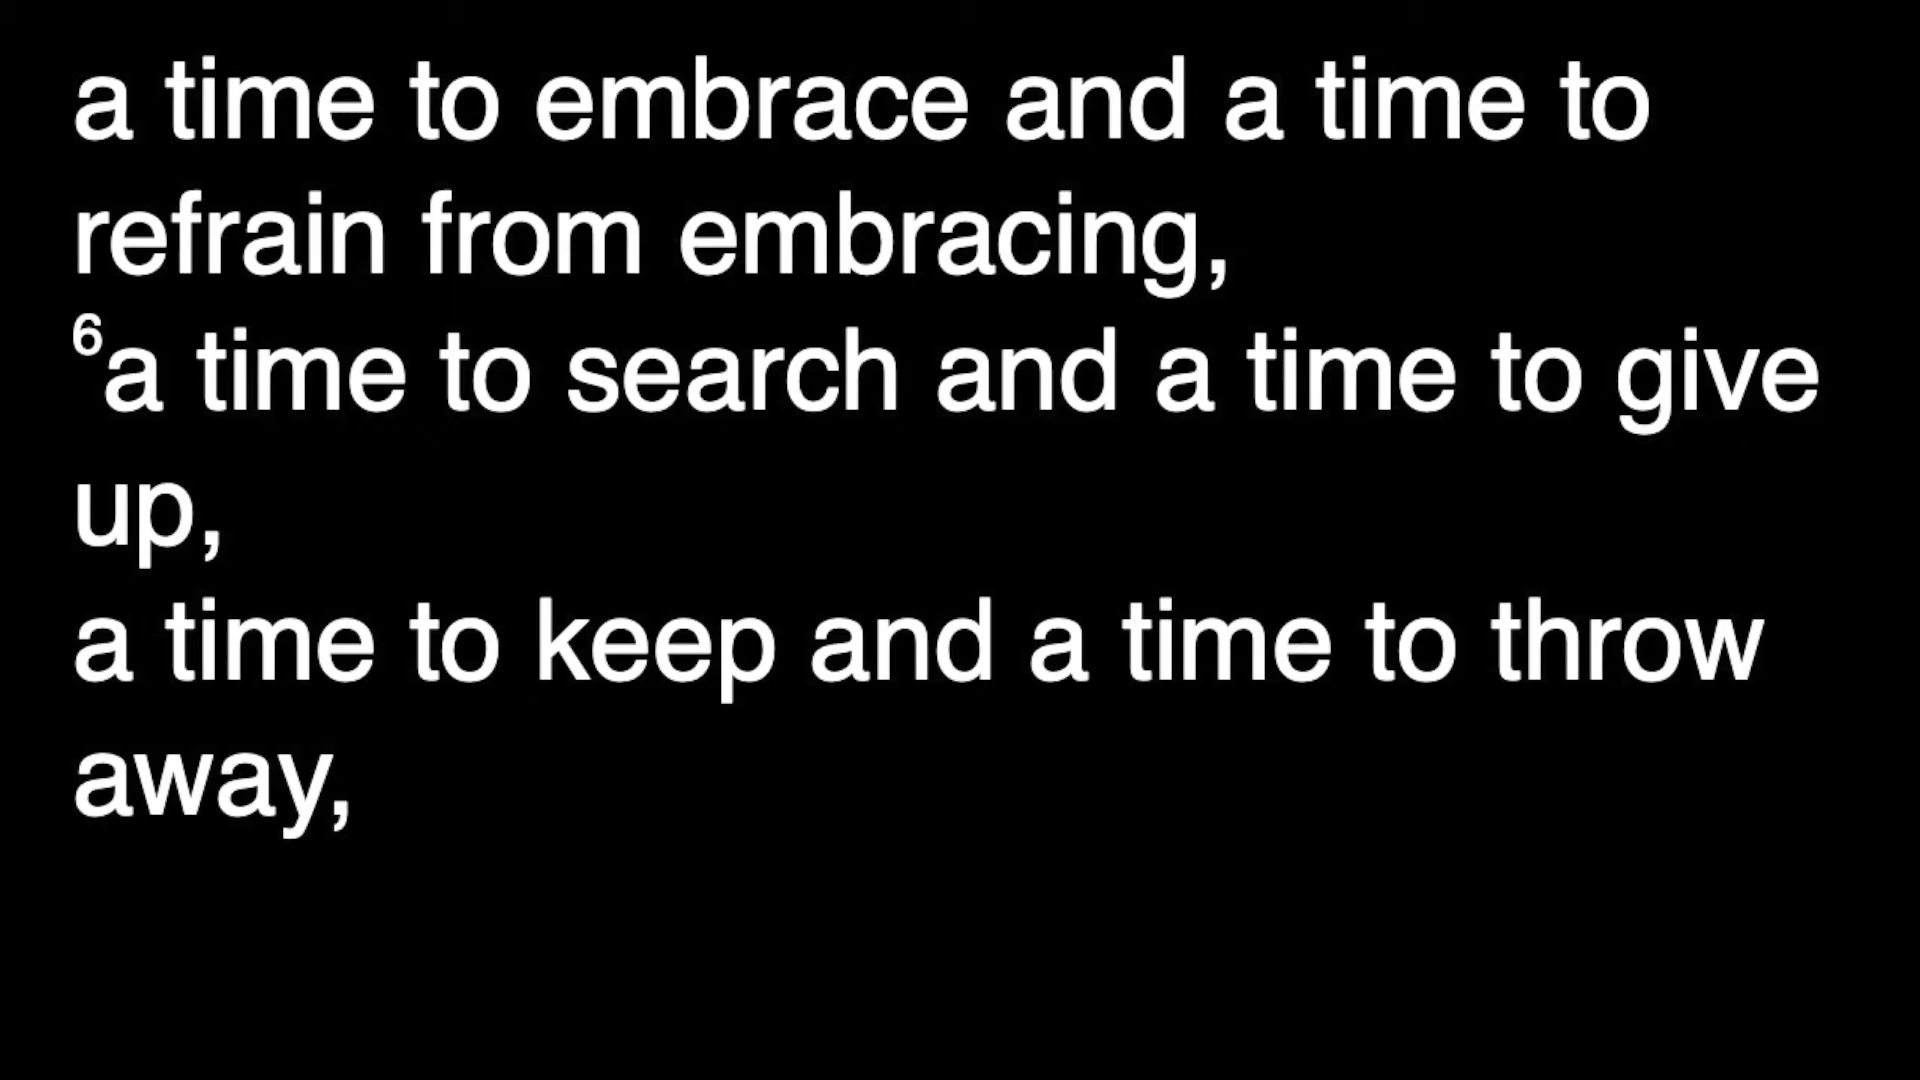 a time to embrace and a time to
refrain from embracing,
⁶a time to search and a time to give
up,
a time to keep and a time to throw
away,